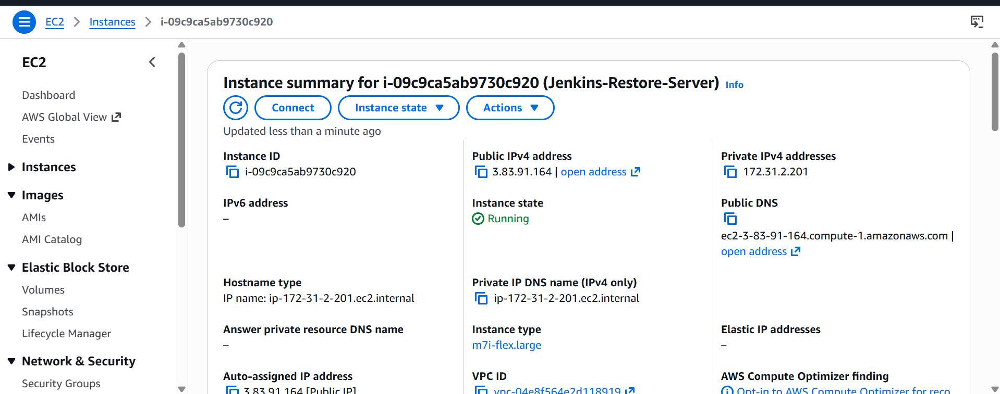 EC2
Instances
i-09c9ca5ab9730c920
EC2
Dashboard
AWS Global View
Events
Instances
Images
AMIs
AMI Catalog
Elastic Block Store
Volumes
Snapshots
Lifecycle Manager
Network & Security
Security Groups
Instance summary for i-09c9ca5ab9730c920 (Jenkins-Restore-Server) Info
Connect
Instance state
Actions
Updated less than a minute ago
Instance ID
i-09c9ca5ab9730c920
Public IPv4 address
3.83.91.164 | open address
Private IPv4 addresses
172.31.2.201
IPv6 address
–
Instance state
Running
Public DNS
ec2-3-83-91-164.compute-1.amazonaws.com |
open address
Hostname type
IP name: ip-172-31-2-201.ec2.internal
Private IP DNS name (IPv4 only)
ip-172-31-2-201.ec2.internal
Answer private resource DNS name
–
Instance type
m7i-flex.large
Elastic IP addresses
–
Auto-assigned IP address
3.83.91.164 [Public IP]
VPC ID
vpc-04e8f564e2d118919
AWS Compute Optimizer finding
Opt-in to AWS Compute Optimizer for reco